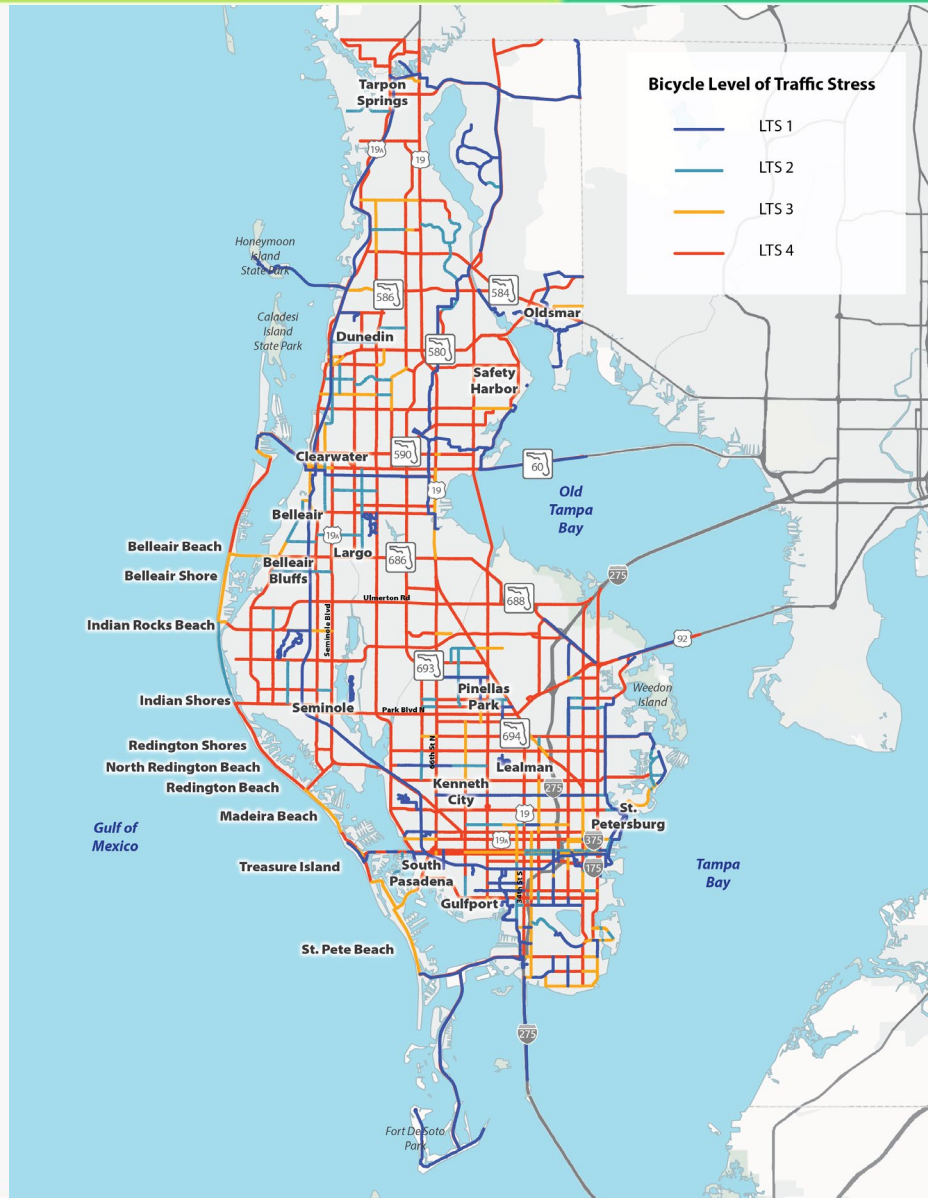 Bicycle Level of Traffic Stress
LTS 1
LTS 2
LTS 3
LTS 4
Tarpon
Springs
19A
19
Honeymoon
Island
State Park
586
584
Oldsmar
Caladesi
Island
State Park
Dunedin
580
Safety
Harbor
Clearwater
590
60
19
Old
Tampa
Bay
Belleair
19A
Belleair Beach
Largo
686
Belleair
Bluffs
275
Belleair Shore
Ulmerton Rd
688
Seminole Blvd
Indian Rocks Beach
92
693
Pinellas
Park
Weedon
Island
Indian Shores
Seminole
Park Blvd N
694
66th St N
Redington Shores
North Redington Beach
Lealman
Redington Beach
Kenneth
City
275
Madeira Beach
19
St.
Petersburg
Gulf of
Mexico
19A
375
Treasure Island
South
Pasadena
175
Tampa
Bay
34th St S
Gulfport
St. Pete Beach
275
Fort De Soto
Park